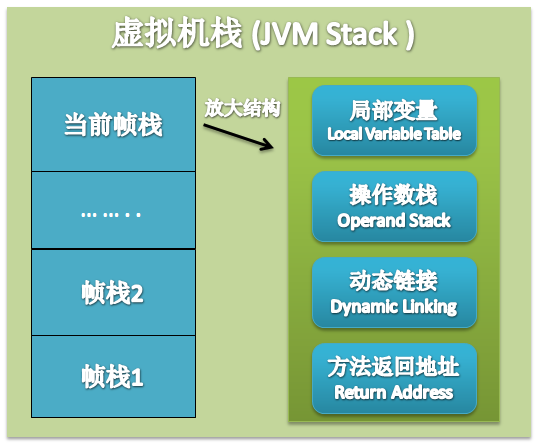 虚拟机栈 (JVM Stack )
当前帧栈
... ... . .
帧栈2
帧栈1
放大结构
局部变量
Local Variable Table
操作数栈
Operand Stack
动态链接
Dynamic Linking
方法返回地址
Return Address